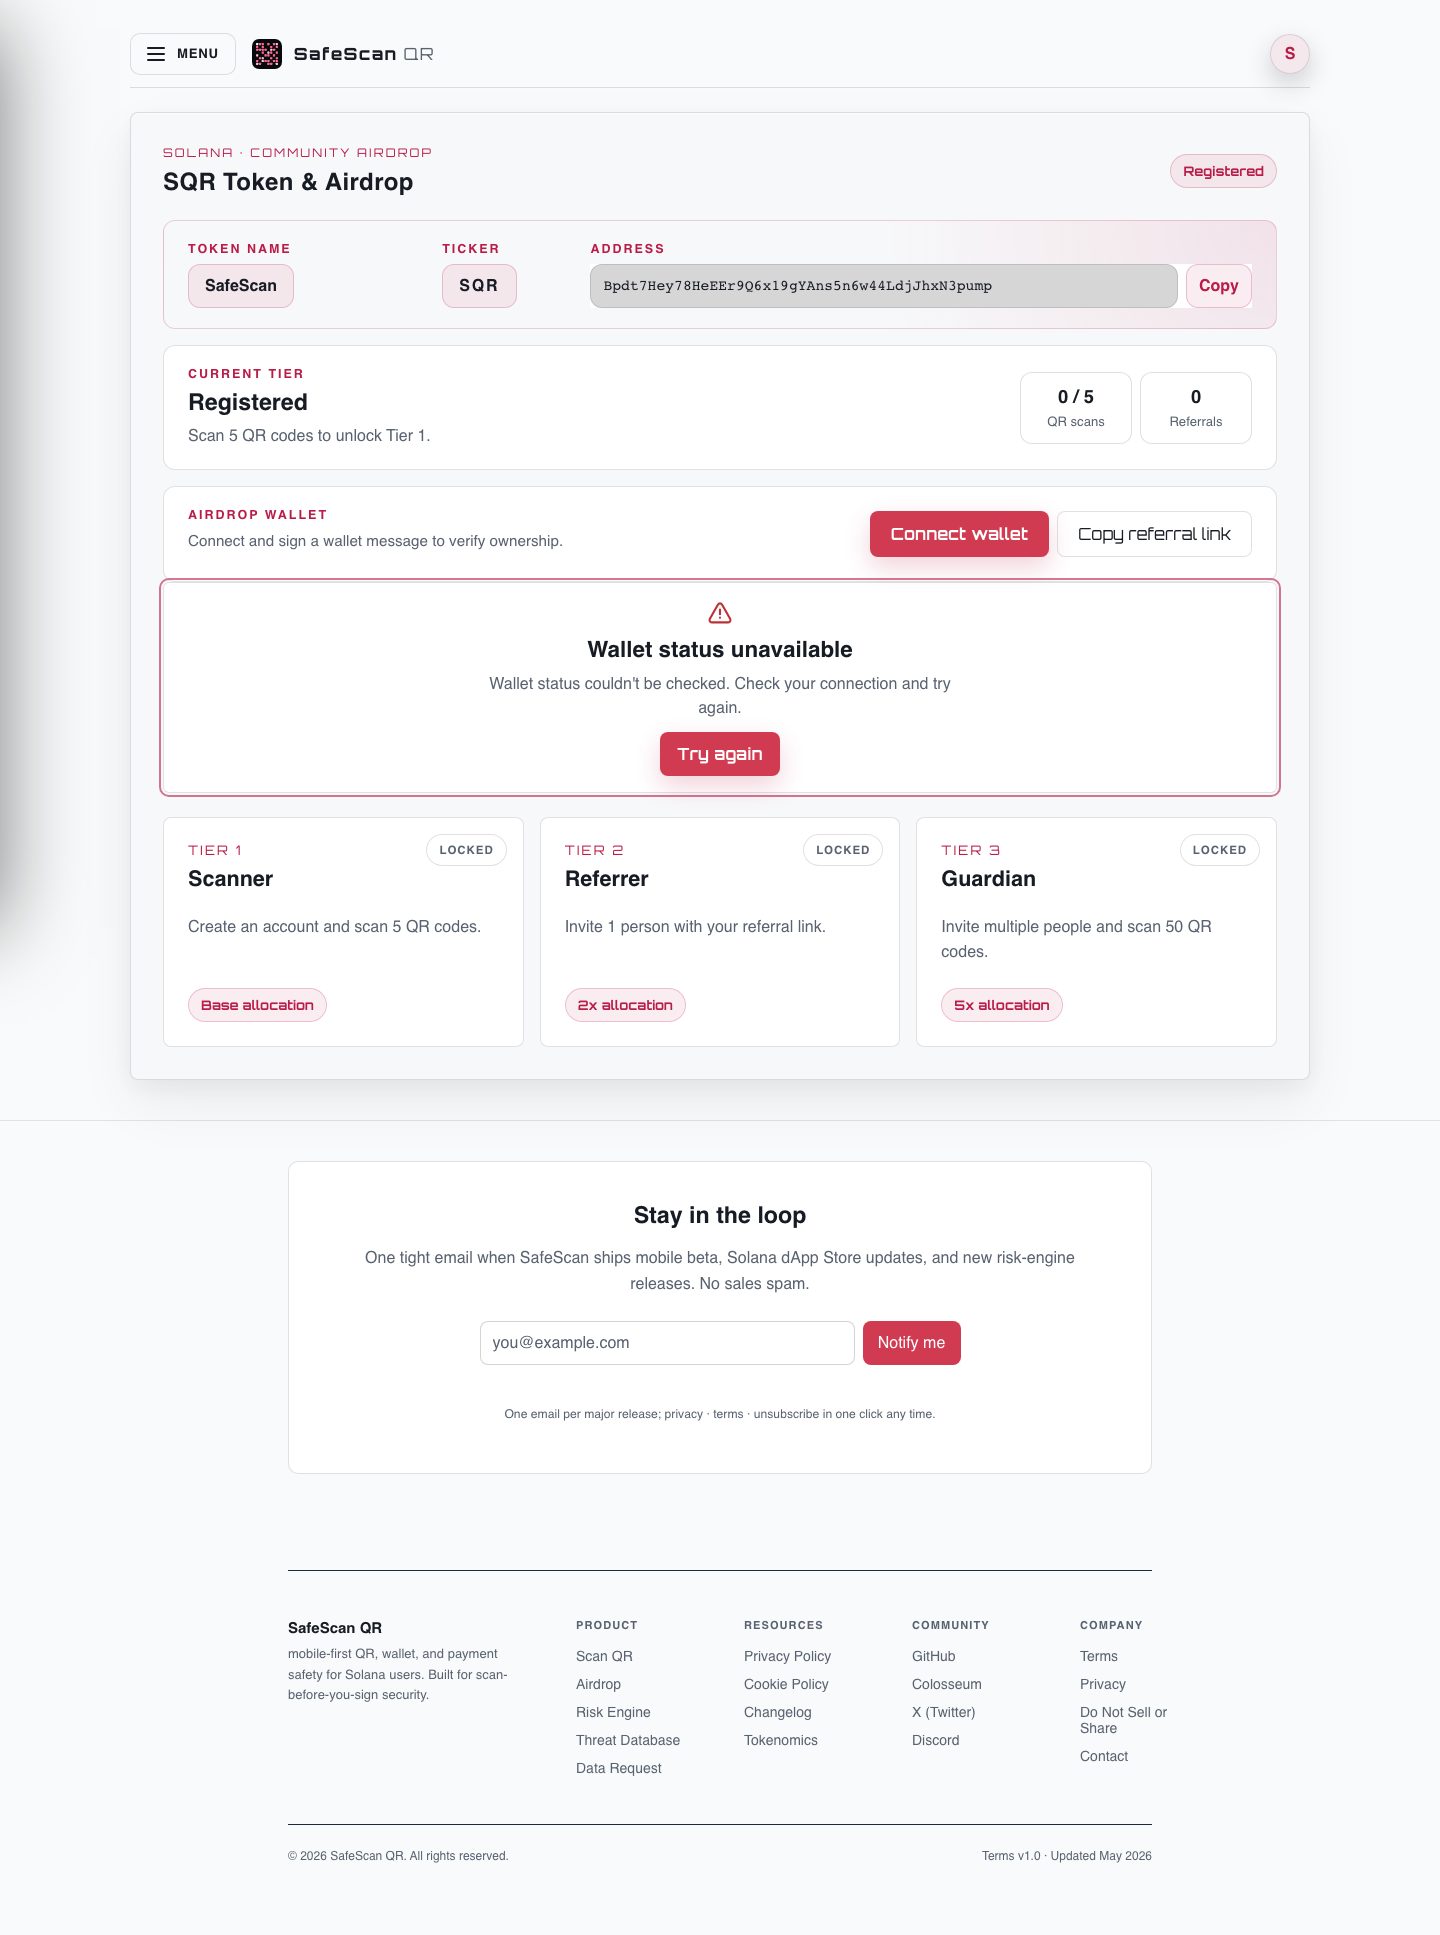 MENU
SafeScan QR
S
SOLANA · COMMUNITY AIRDROP
SQR Token & Airdrop
Registered
TOKEN NAME
TICKER
ADDRESS
SafeScan
SQR
Bpdt7Hey78HeEEr9Q6x19gYAns5n6w44LdjJhxN3pump
Copy
CURRENT TIER
Registered
Scan 5 QR codes to unlock Tier 1.
0 / 5
QR scans
0
Referrals
AIRDROP WALLET
Connect and sign a wallet message to verify ownership.
Connect wallet
Copy referral link
Wallet status unavailable
Wallet status couldn't be checked. Check your connection and try
again.
Try again
TIER 1
LOCKED
Scanner
Create an account and scan 5 QR codes.
Base allocation
TIER 2
LOCKED
Referrer
Invite 1 person with your referral link.
2x allocation
TIER 3
LOCKED
Guardian
Invite multiple people and scan 50 QR
codes.
5x allocation
Stay in the loop
One tight email when SafeScan ships mobile beta, Solana dApp Store updates, and new risk-engine
releases. No sales spam.
you@example.com
Notify me
One email per major release; privacy · terms · unsubscribe in one click any time.
SafeScan QR
mobile-first QR, wallet, and payment
safety for Solana users. Built for scan-
before-you-sign security.
PRODUCT
Scan QR
Airdrop
Risk Engine
Threat Database
Data Request
RESOURCES
Privacy Policy
Cookie Policy
Changelog
Tokenomics
COMMUNITY
GitHub
Colosseum
X (Twitter)
Discord
COMPANY
Terms
Privacy
Do Not Sell or
Share
Contact
© 2026 SafeScan QR. All rights reserved.
Terms v1.0 · Updated May 2026